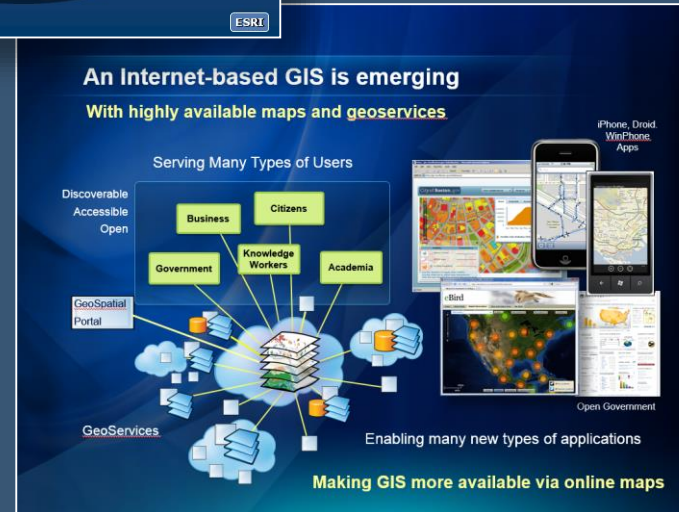 ESRI
An Internet-based GIS is emerging
With highly available maps and geoservices
iPhone, Droid.
WinPhone
Apps
Serving Many Types of Users
Discoverable
Accessible
Open
Business
Citizens
Government
Knowledge
Workers
Academia
GeoSpatial
Portal
eBird
Open Government
GeoServices
Enabling many new types of applications
Making GIS more available via online maps